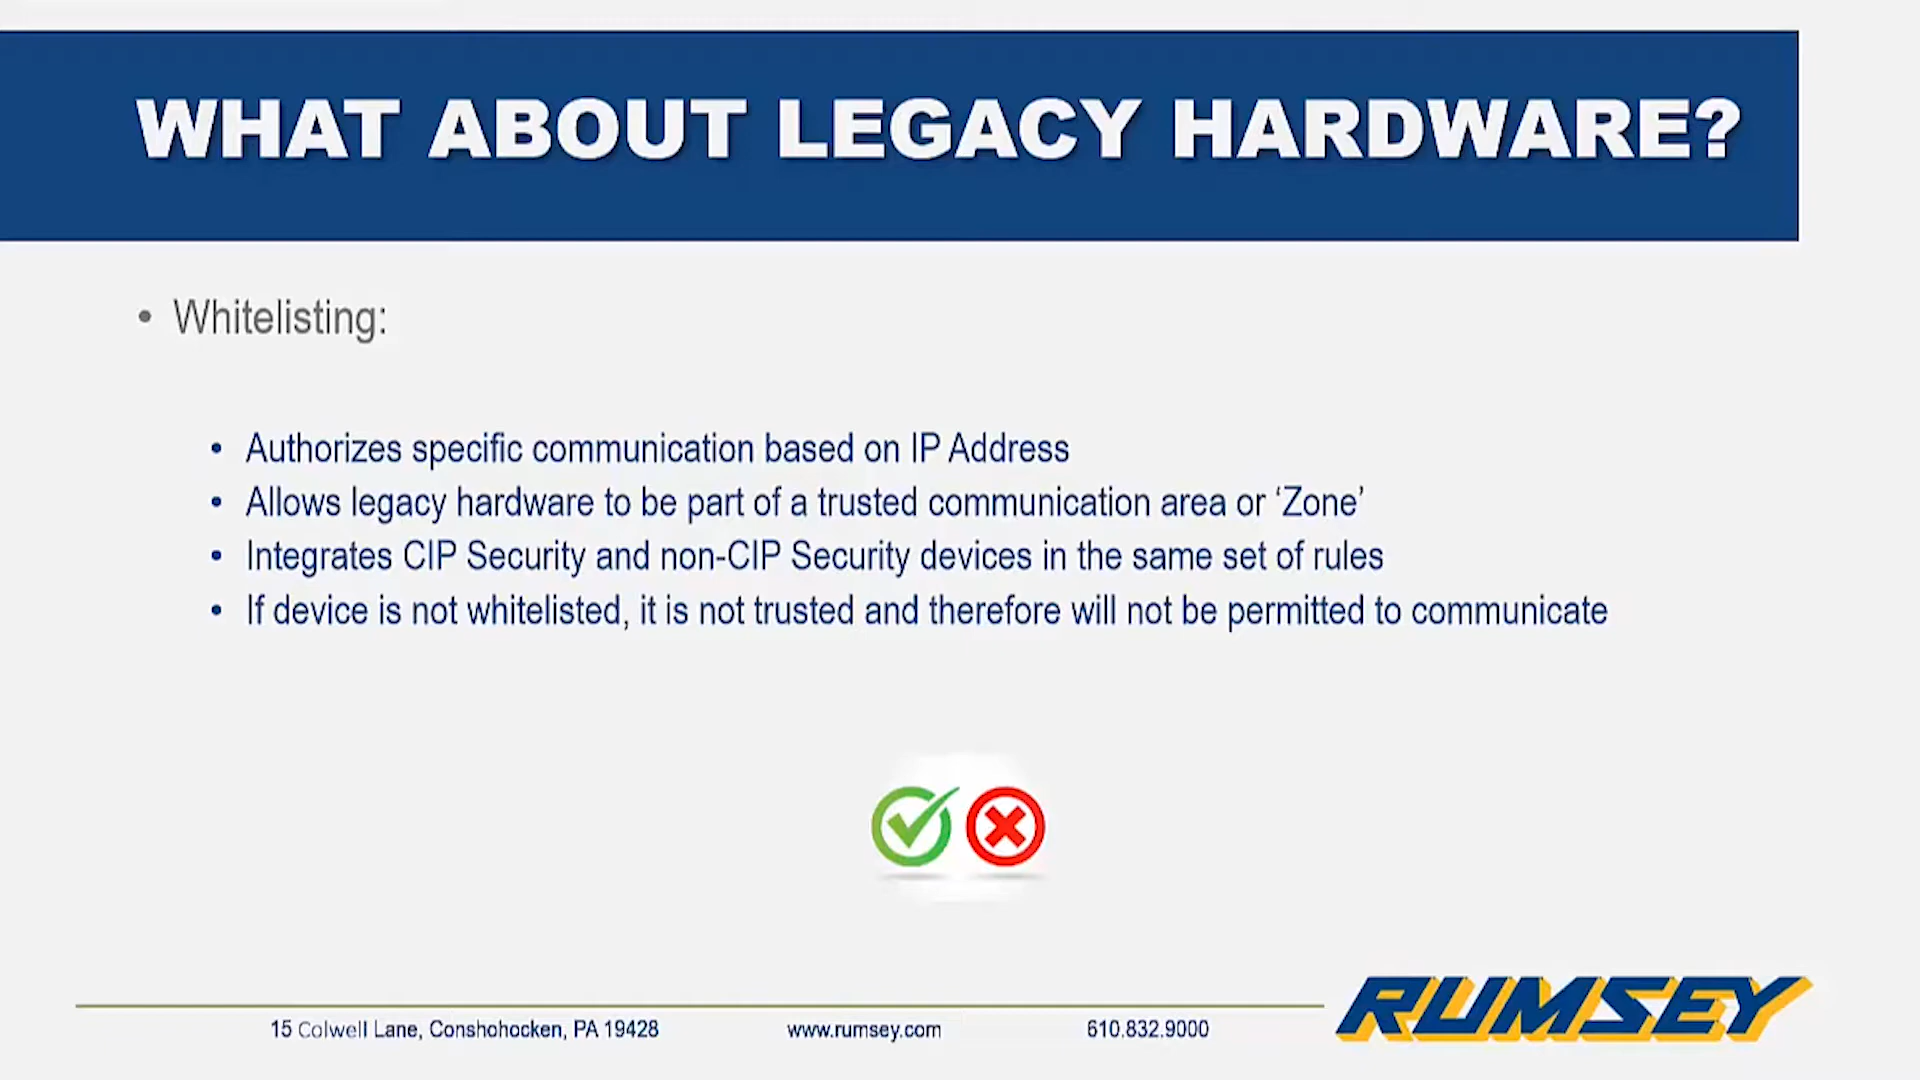 WHAT ABOUT LEGACY HARDWARE?
• Whitelisting:
• Authorizes specific communication based on IP Address
• Allows legacy hardware to be part of a trusted communication area or ‘Zone’
• Integrates CIP Security and non-CIP Security devices in the same set of rules
• If device is not whitelisted, it is not trusted and therefore will not be permitted to communicate
RUMSEY
15 Colwell Lane, Conshohocken, PA 19428 www.rumsey.com 610.832.9000